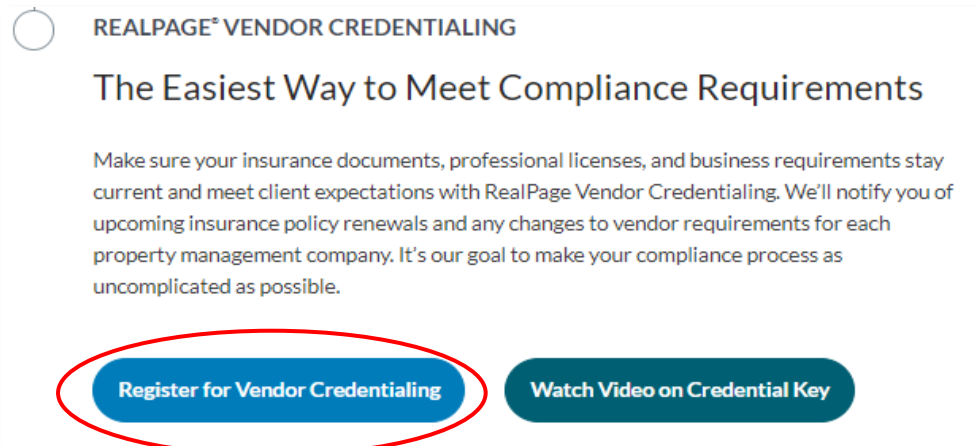 REALPAGE® VENDOR CREDENTIALING
The Easiest Way to Meet Compliance Requirements
Make sure your insurance documents, professional licenses, and business requirements stay
current and meet client expectations with RealPage Vendor Credentialing. We’ll notify you of
upcoming insurance policy renewals and any changes to vendor requirements for each
property management company. It’s our goal to make your compliance process as
uncomplicated as possible.
Register for Vendor Credentialing
Watch Video on Credential Key